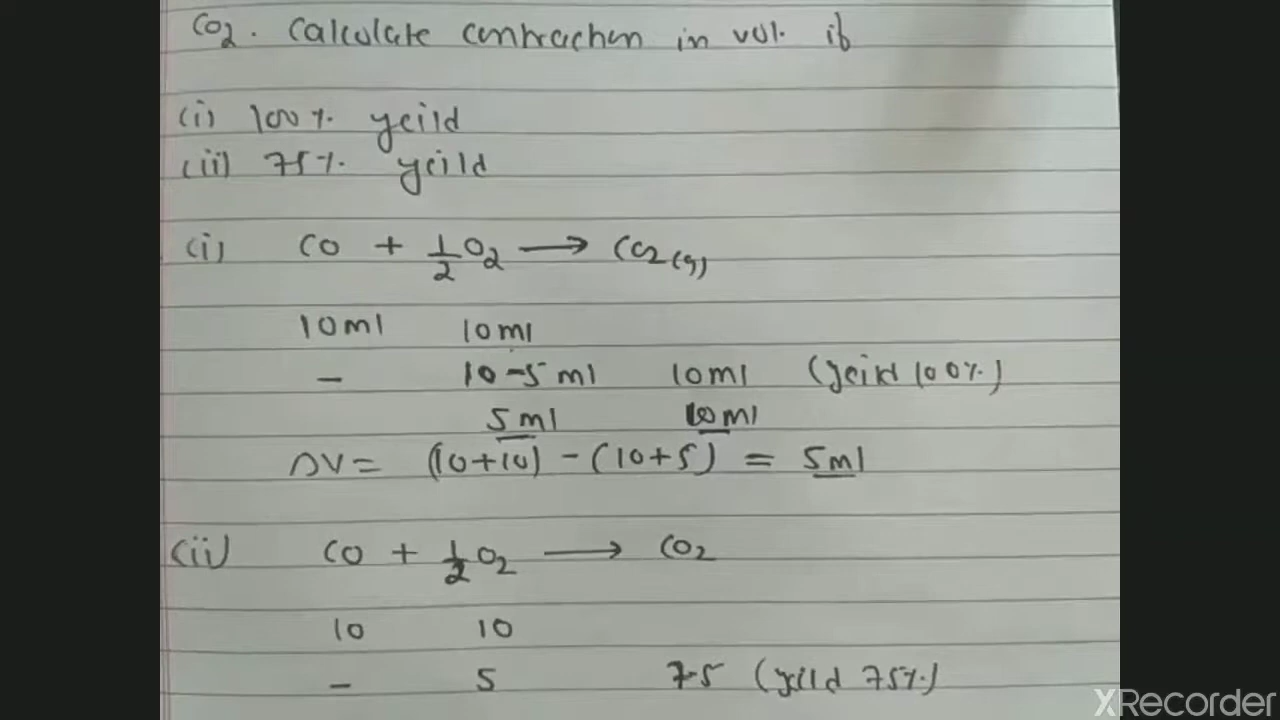 CO2. Calculate contraction in vol. if
(i) 100% yeild
(ii) 75% yeild
(i) CO + 1/2 O2 ⟶ CO2(g)
10ml 10ml
- 10-5 ml 10ml (yeild 100%)
5ml 10ml
ΔV = (10+10) - (10+5) = 5ml
(ii) CO + 1/2 O2 ⟶ CO2
10 10
- 5 7.5 (yeild 75%)
XRecorder